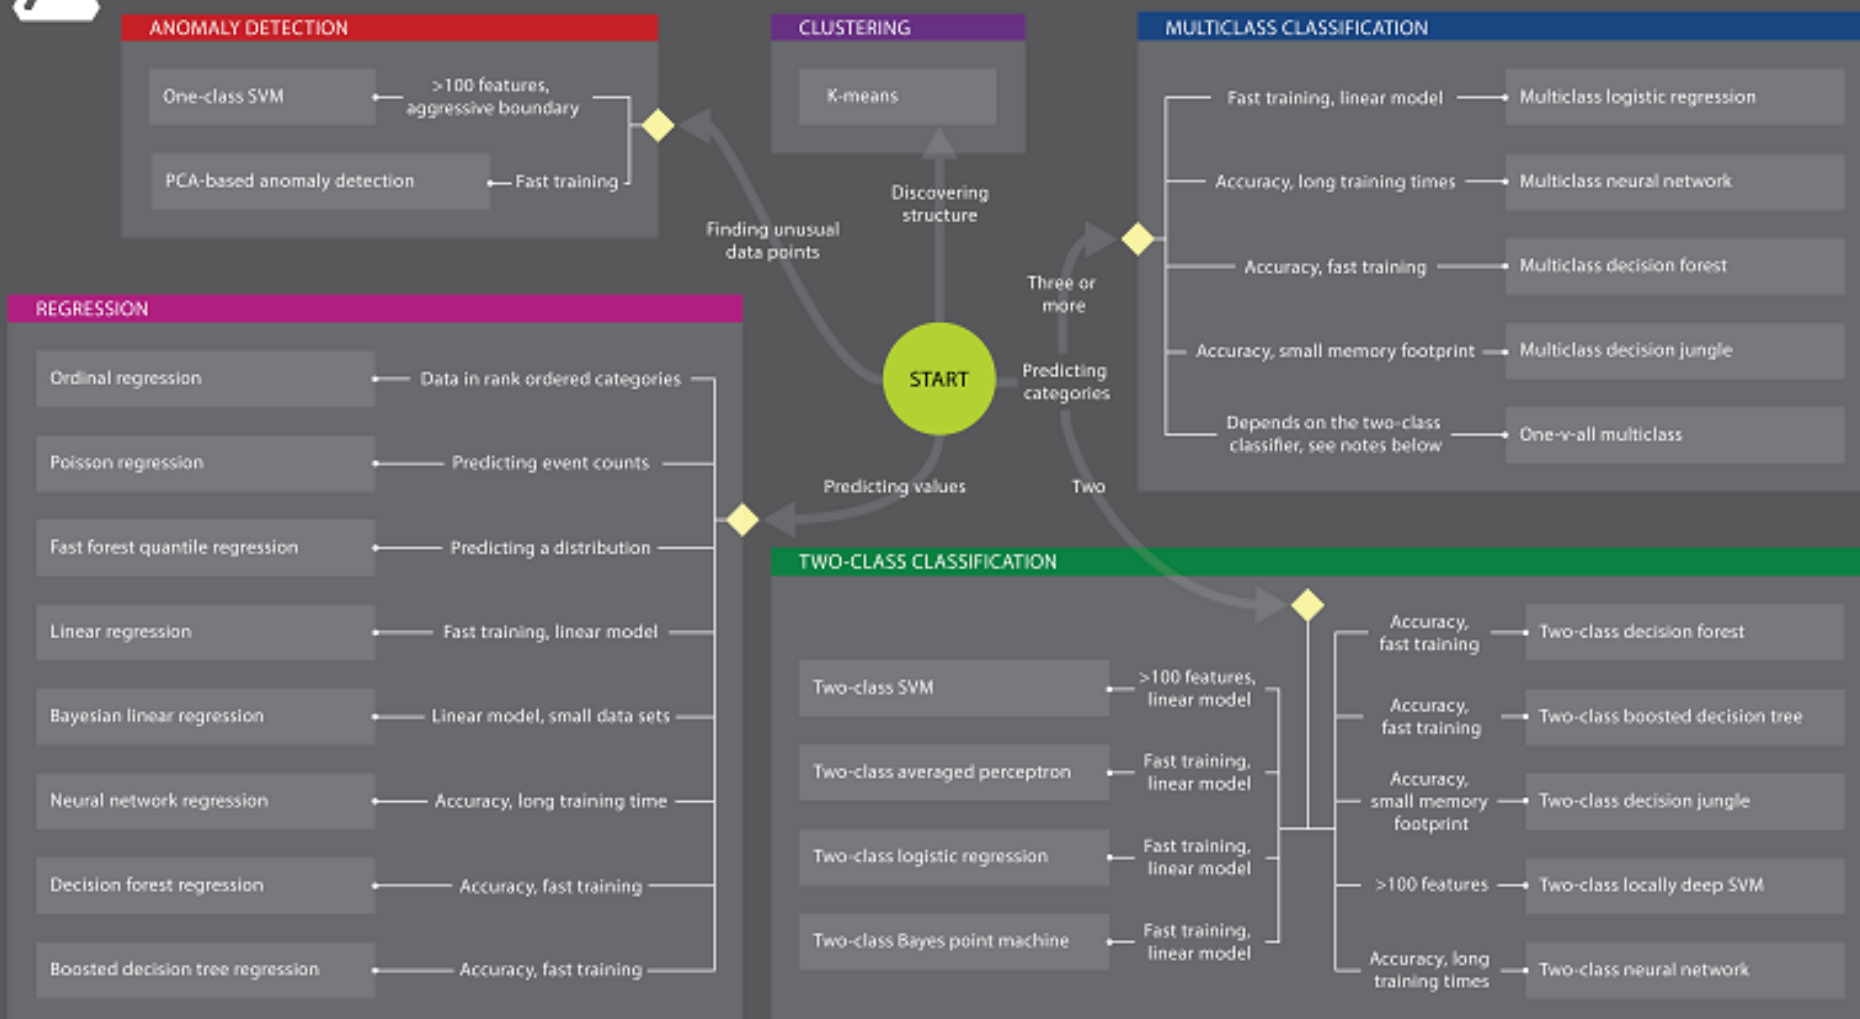 ANOMALY DETECTION
One-class SVM
>100 features,
aggressive boundary
PCA-based anomaly detection
Fast training
CLUSTERING
K-means
MULTICLASS CLASSIFICATION
Fast training, linear model
Multiclass logistic regression
Accuracy, long training times
Multiclass neural network
Accuracy, fast training
Multiclass decision forest
Accuracy, small memory footprint
Multiclass decision jungle
Depends on the two-class
classifier, see notes below
One-v-all multiclass
Finding unusual
data points
Discovering
structure
Three or
more
START
Predicting
categories
Predicting values
Two
REGRESSION
Ordinal regression
Data in rank ordered categories
Poisson regression
Predicting event counts
Fast forest quantile regression
Predicting a distribution
Linear regression
Fast training, linear model
Bayesian linear regression
Linear model, small data sets
Neural network regression
Accuracy, long training time
Decision forest regression
Accuracy, fast training
Boosted decision tree regression
Accuracy, fast training
TWO-CLASS CLASSIFICATION
Two-class SVM
>100 features,
linear model
Two-class averaged perceptron
Fast training,
linear model
Two-class logistic regression
Fast training,
linear model
Two-class Bayes point machine
Fast training,
linear model
Accuracy,
fast training
Two-class decision forest
Accuracy,
fast training
Two-class boosted decision tree
Accuracy,
small memory
footprint
Two-class decision jungle
>100 features
Two-class locally deep SVM
Accuracy, long
training times
Two-class neural network